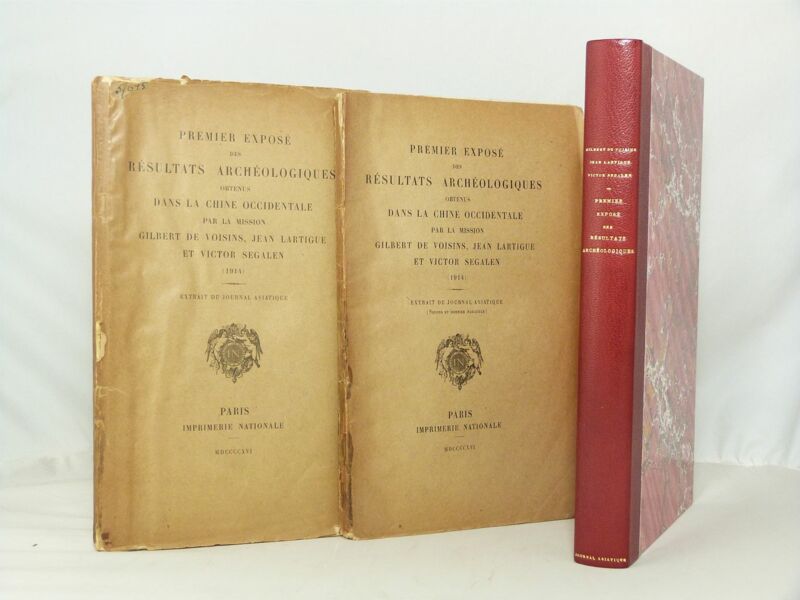 PREMIER EXPOSÉ
DES
RÉSULTATS ARCHÉOLOGIQUES
OBTENUS
DANS LA CHINE OCCIDENTALE
PAR LA MISSION
GILBERT DE VOISINS, JEAN LARTIGUE
ET VICTOR SEGALEN
(1914)
EXTRAIT DU JOURNAL ASIATIQUE
IN
PARIS
IMPRIMERIE NATIONALE
MDCCCCXVI
PREMIER EXPOSÉ
DES
RÉSULTATS ARCHÉOLOGIQUES
OBTENUS
DANS LA CHINE OCCIDENTALE
PAR LA MISSION
GILBERT DE VOISINS, JEAN LARTIGUE
ET VICTOR SEGALEN
(1914)
EXTRAIT DU JOURNAL ASIATIQUE
IN
PARIS
IMPRIMERIE NATIONALE
MDCCCCXVI
GILBERT DE VOISINS
JEAN LARTIGUE
VICTOR SEGALEN
PREMIER
EXPOSÉ
DES
RÉSULTATS
ARCHÉOLOGIQUES
JOURNAL ASIATIQUE